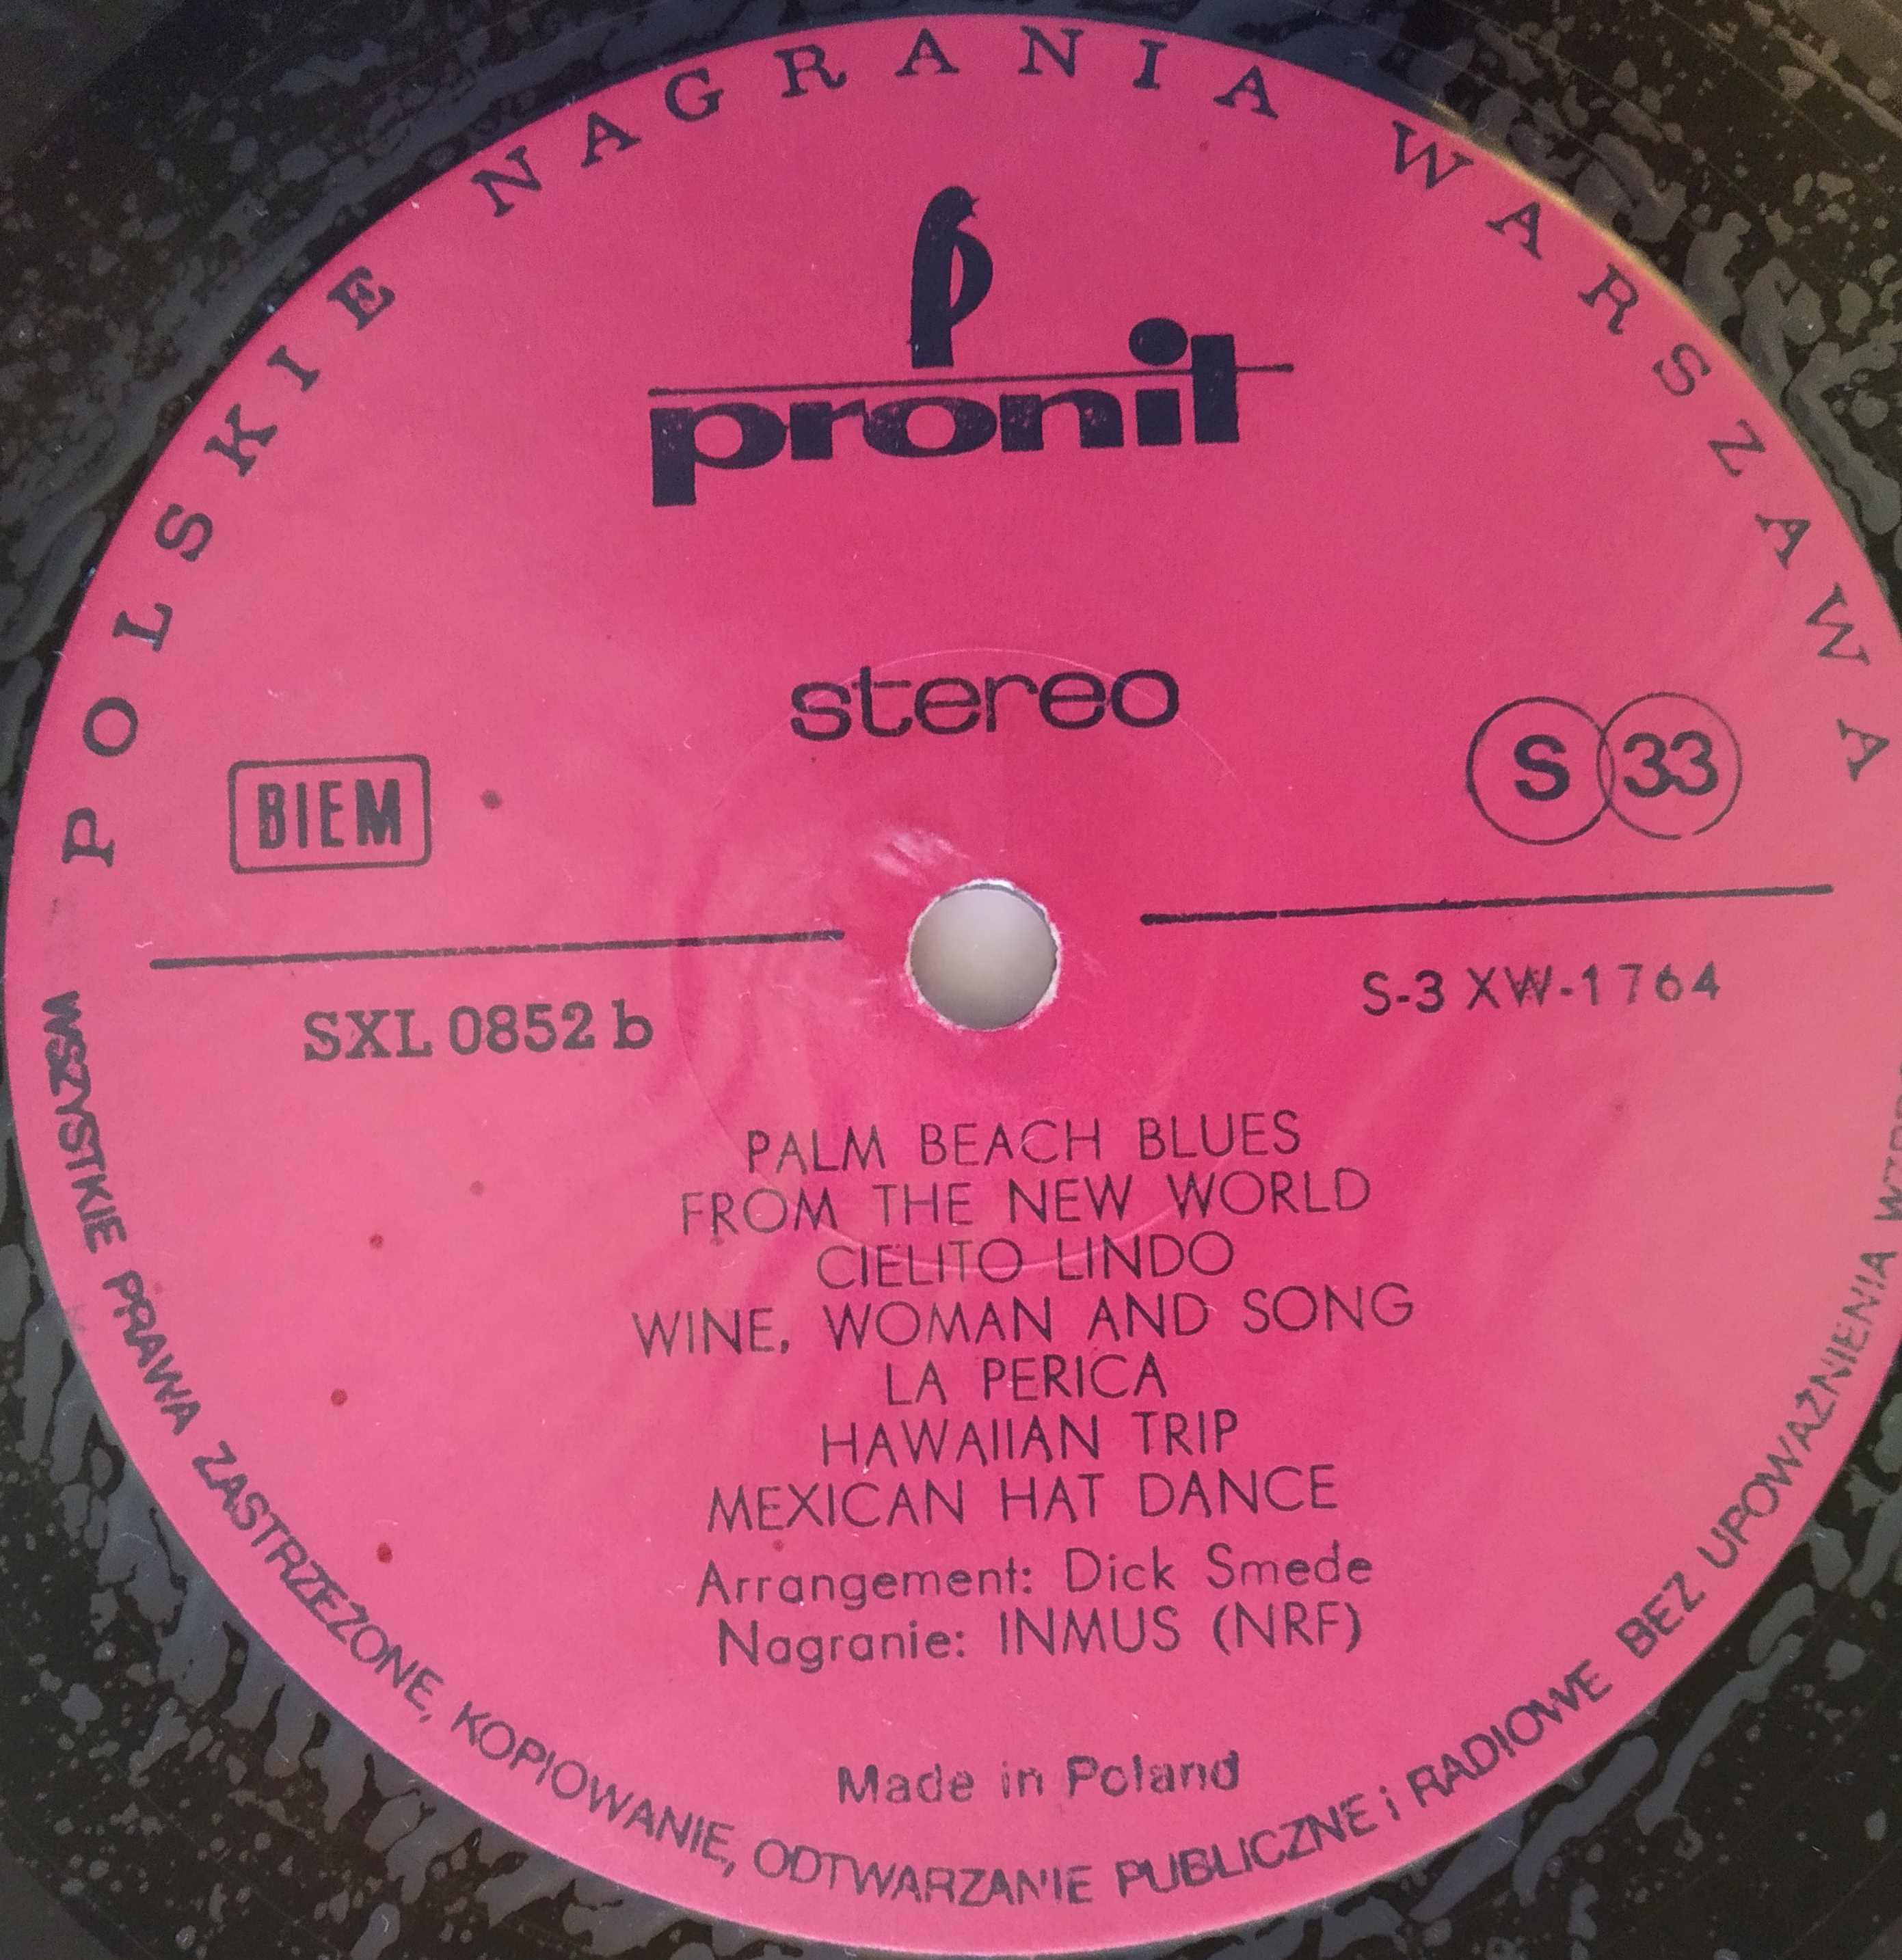 POLSKIE NAGRANIA WARSZAWA
pronit
stereo
BIEM
S 33
SXL 0852 b
S-3 XW-1764
PALM BEACH BLUES
FROM THE NEW WORLD
CIELITO LINDO
WINE, WOMAN AND SONG
LA PERICA
HAWAIIAN TRIP
MEXICAN HAT DANCE
Arrangement: Dick Smede
Nagranie: INMUS (NRF)
Made in Poland
WSZYSTKIE PRAWA ZASTRZEŻONE, KOPIOWANIE, ODTWARZANIE PUBLICZNE i RADIOWE BEZ UPOWAŻNIENIA